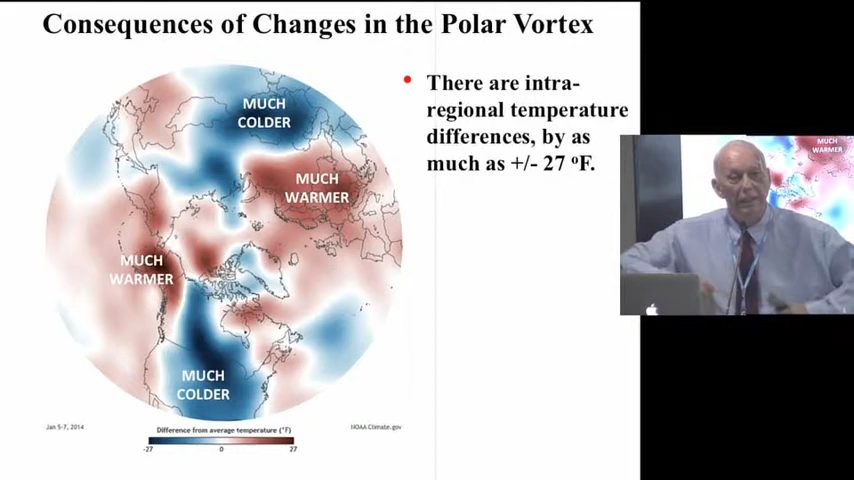 Consequences of Changes in the Polar Vortex
MUCH
COLDER
MUCH
WARMER
MUCH
WARMER
MUCH
COLDER
• There are intra-
regional temperature
differences, by as
much as +/- 27 °F.
MUCH
WARMER
Jan 5-7, 2014
Difference from average temperature (°F)
NOAA Climate.gov
-27
0
27